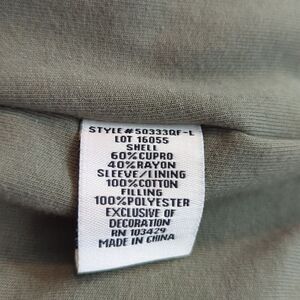 STYLE#50333QF-L
LOT 16055
SHELL
60%CUPRO
40%RAYON
SLEEVE/LINING
100%COTTON
FILLING
100%POLYESTER
EXCLUSIVE OF
DECORATION
RN 103429
MADE IN CHINA